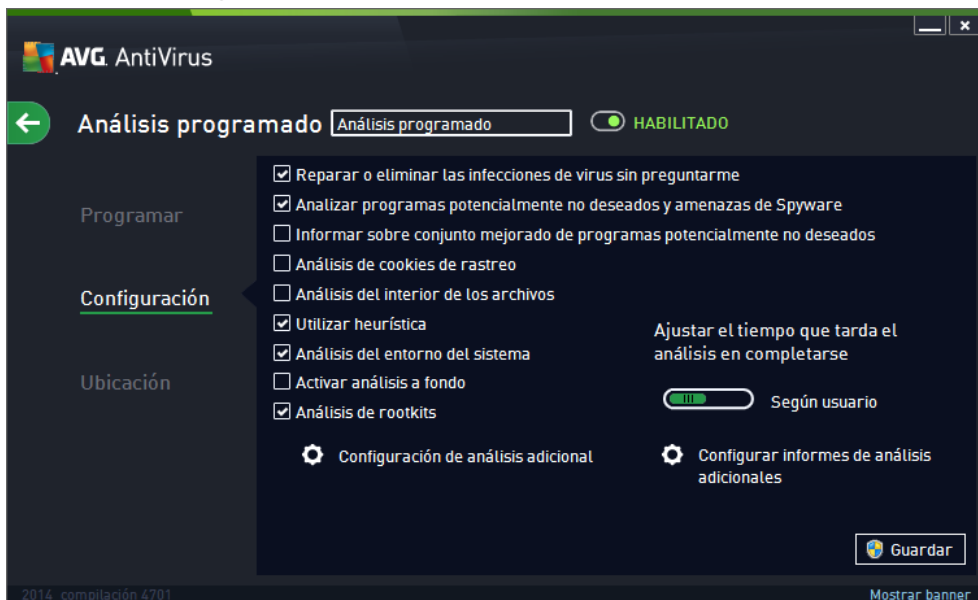 AVG. AntiVirus
Análisis programado
Análisis programado
HABILITADO
Programar
Configuración
Ubicación
Reparar o eliminar las infecciones de virus sin preguntarme
Analizar programas potencialmente no deseados y amenazas de Spyware
Informar sobre conjunto mejorado de programas potencialmente no deseados
Análisis de cookies de rastreo
Análisis del interior de los archivos
Utilizar heurística
Análisis del entorno del sistema
Activar análisis a fondo
Análisis de rootkits
Ajustar el tiempo que tarda el
análisis en completarse
Según usuario
Configuración de análisis adicional
Configurar informes de análisis
adicionales
Guardar
2014 compilación 4701
Mostrar banner